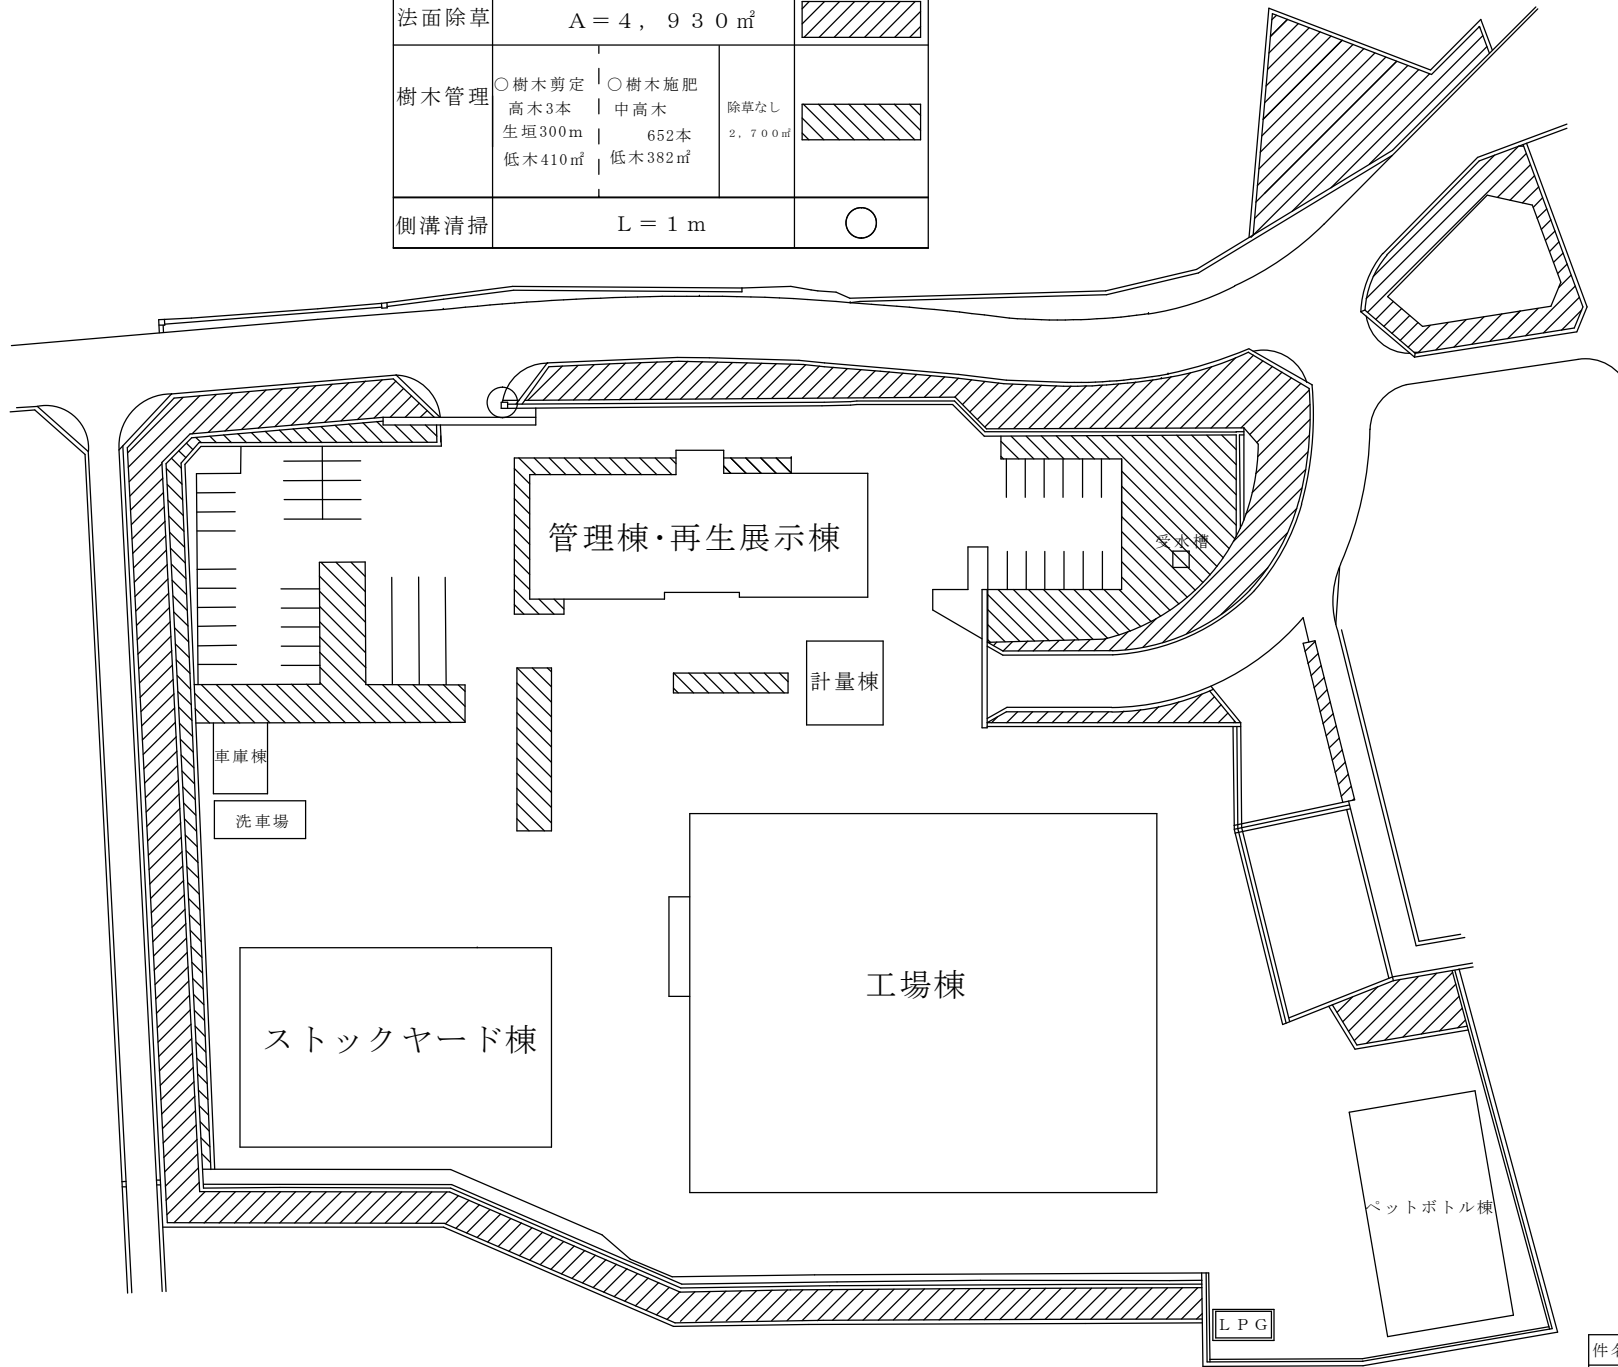 法面除草 A=4,930㎡
樹木管理
○樹木剪定
高木3本
生垣300m
低木410㎡
○樹木施肥
中高木
652本
低木382㎡
除草なし
2,700㎡
側溝清掃 L=1m
管理棟・再生展示棟
受水槽
計量棟
車庫棟
洗車場
工場棟
ストックヤード棟
ペットボトル棟
LPG